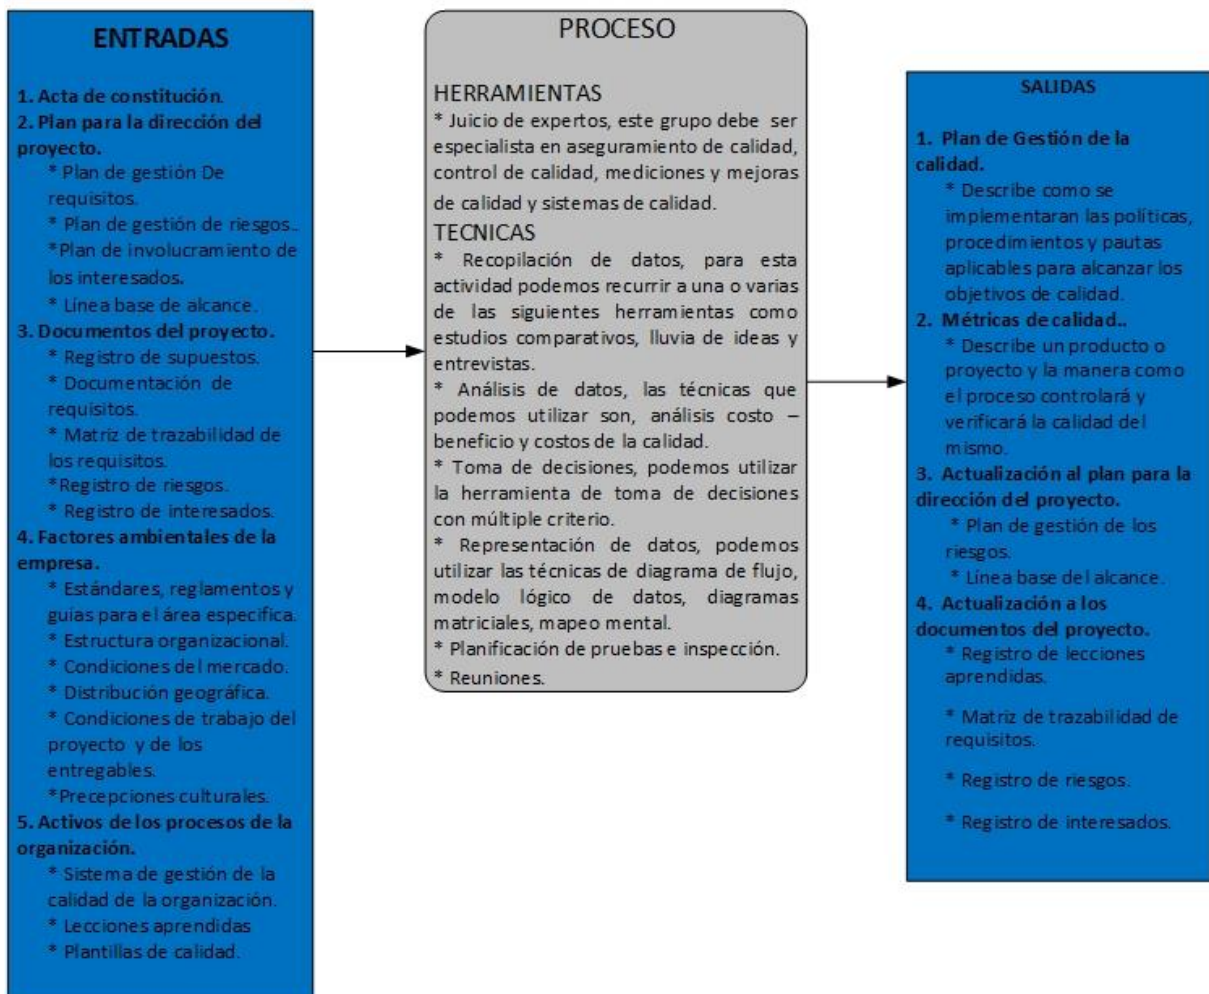 ENTRADAS
1. Acta de constitución.
2. Plan para la dirección del
proyecto.
* Plan de gestión De
requisitos.
* Plan de gestión de riesgos..
*Plan de involucramiento de
los interesados.
* Línea base de alcance.
3. Documentos del proyecto.
* Registro de supuestos.
* Documentación de
requisitos.
* Matriz de trazabilidad de
los requisitos.
*Registro de riesgos.
* Registro de interesados.
4. Factores ambientales de la
empresa.
* Estándares, reglamentos y
guías para el área especifica.
* Estructura organizacional.
* Condiciones del mercado.
* Distribución geográfica.
* Condiciones de trabajo del
proyecto y de los
entregables.
*Precepciones culturales.
5. Activos de los procesos de la
organización.
* Sistema de gestión de la
calidad de la organización.
* Lecciones aprendidas
* Plantillas de calidad.
PROCESO
HERRAMIENTAS
* Juicio de expertos, este grupo debe ser
especialista en aseguramiento de calidad,
control de calidad, mediciones y mejoras
de calidad y sistemas de calidad.
TECNICAS
* Recopilación de datos, para esta
actividad podemos recurrir a una o varias
de las siguientes herramientas como
estudios comparativos, lluvia de ideas y
entrevistas.
* Análisis de datos, las técnicas que
podemos utilizar son, análisis costo –
beneficio y costos de la calidad.
* Toma de decisiones, podemos utilizar
la herramienta de toma de decisiones
con múltiple criterio.
* Representación de datos, podemos
utilizar las técnicas de diagrama de flujo,
modelo lógico de datos, diagramas
matriciales, mapeo mental.
* Planificación de pruebas e inspección.
* Reuniones.
SALIDAS
1. Plan de Gestión de la
calidad.
* Describe como se
implementaran las políticas,
procedimientos y pautas
aplicables para alcanzar los
objetivos de calidad.
2. Métricas de calidad..
* Describe un producto o
proyecto y la manera como
el proceso controlará y
verificará la calidad del
mismo.
3. Actualización al plan para la
dirección del proyecto.
* Plan de gestión de los
riesgos.
* Línea base del alcance.
4. Actualización a los
documentos del proyecto.
* Registro de lecciones
aprendidas.
* Matriz de trazabilidad de
requisitos.
* Registro de riesgos.
* Registro de interesados.